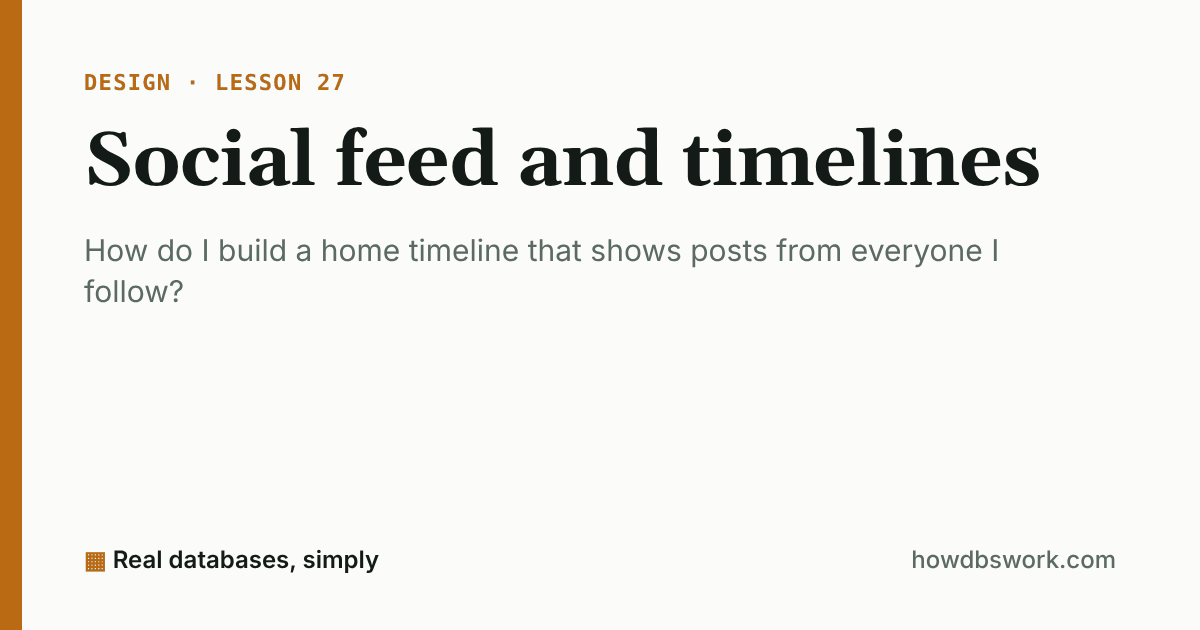 DESIGN · LESSON 27
Social feed and timelines
How do I build a home timeline that shows posts from everyone I
follow?
▦ Real databases, simply
howdbswork.com